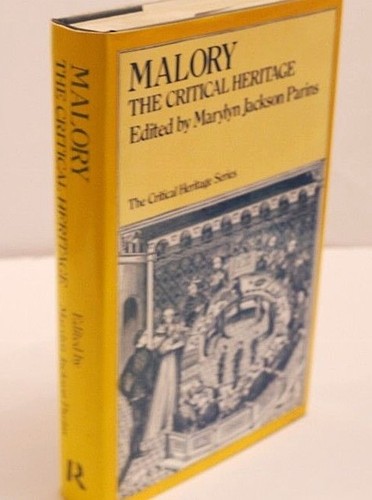 MALORY
THE CRITICAL HERITAGE
Edited by Marylyn Jackson Parins
The Critical Heritage Series
MALORY
THE CRITICAL HERITAGE
Edited by
Marylyn Jackson Parins
R